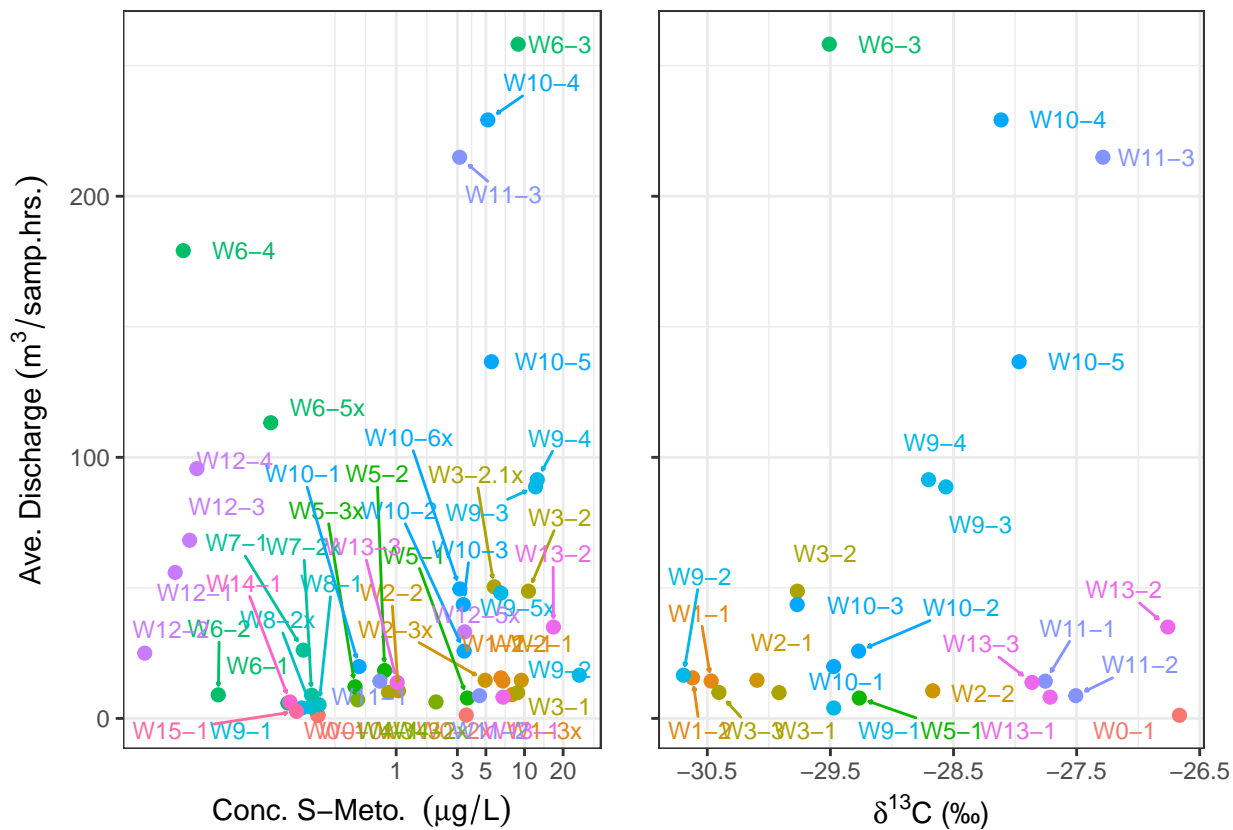 Ave. Discharge (m³/samp.hrs.)
200
100
0
W6−3
W10−4
W11−3
W6−4
W10−5
W6−5x
W10−6x
W9−4
W12−4
W10−1
W5−2
W3−2.1x
W12−3
W5−3x
W10−2
W9−3
W3−2
W7−1
W7−2x
W13−3
W5−1
W10−3
W13−2
W12−1
W14−1
W8−1
W2−2
W9−5x
W12−2
W6−2
W8−2x
W2−3x
W12−5x
W6−1
W9−2
W11−1
W3−1
W15−1
W9−1
1
3
5
10
20
Conc. S−Meto. (μg/L)
W6−3
W10−4
W11−3
W10−5
W9−4
W9−3
W3−2
W9−2
W1−1
W2−1
W10−3
W10−2
W13−2
W13−3
W11−1
W11−2
W10−1
W2−2
W1−2
W3−3
W3−1
W9−1
W5−1
W13−1
W0−1
−30.5
−29.5
−28.5
−27.5
−26.5
δ¹³C (‰)